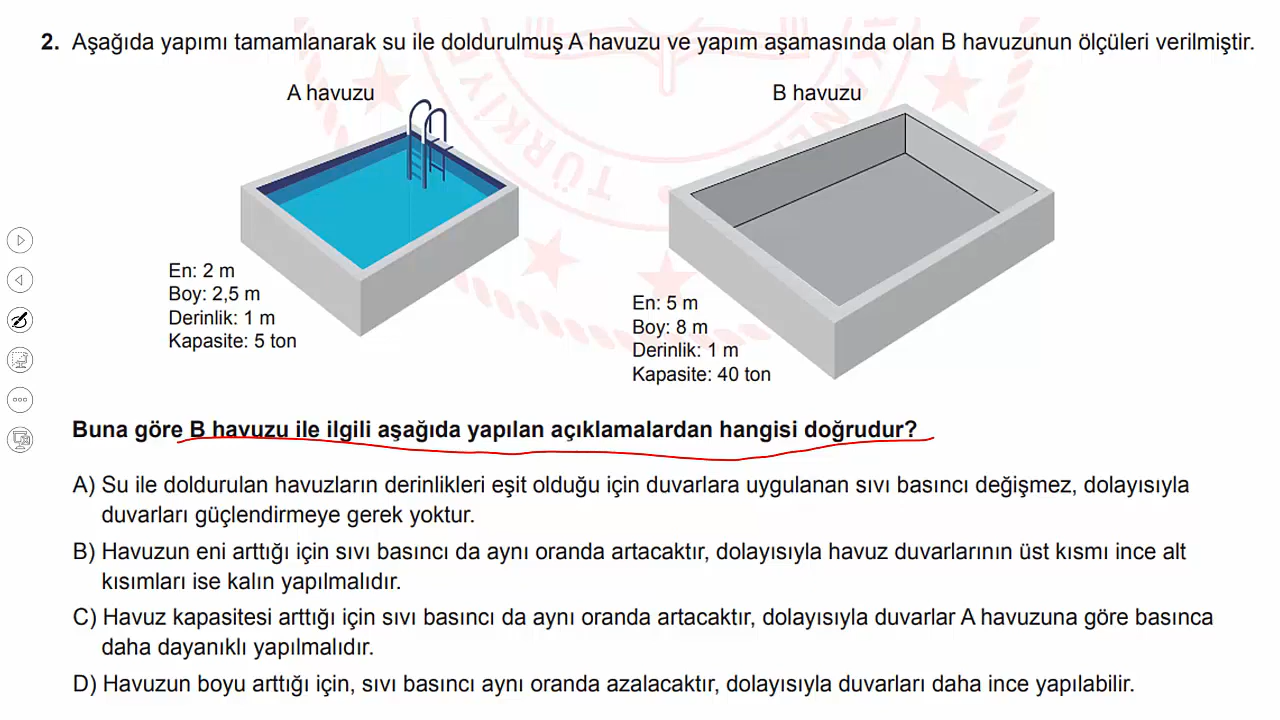 2. Aşağıda yapımı tamamlanarak su ile doldurulmuş A havuzu ve yapım aşamasında olan B havuzunun ölçüleri verilmiştir.
A havuzu
B havuzu
TÜRKİY
En: 2 m
Boy: 2,5 m
Derinlik: 1 m
Kapasite: 5 ton
En: 5 m
Boy: 8 m
Derinlik: 1 m
Kapasite: 40 ton
Buna göre B havuzu ile ilgili aşağıda yapılan açıklamalardan hangisi doğrudur?
A) Su ile doldurulan havuzların derinlikleri eşit olduğu için duvarlara uygulanan sıvı basıncı değişmez, dolayısıyla
duvarları güçlendirmeye gerek yoktur.
B) Havuzun eni arttığı için sıvı basıncı da aynı oranda artacaktır, dolayısıyla havuz duvarlarının üst kısmı ince alt
kısımları ise kalın yapılmalıdır.
C) Havuz kapasitesi arttığı için sıvı basıncı da aynı oranda artacaktır, dolayısıyla duvarlar A havuzuna göre basınca
daha dayanıklı yapılmalıdır.
D) Havuzun boyu arttığı için, sıvı basıncı aynı oranda azalacaktır, dolayısıyla duvarları daha ince yapılabilir.